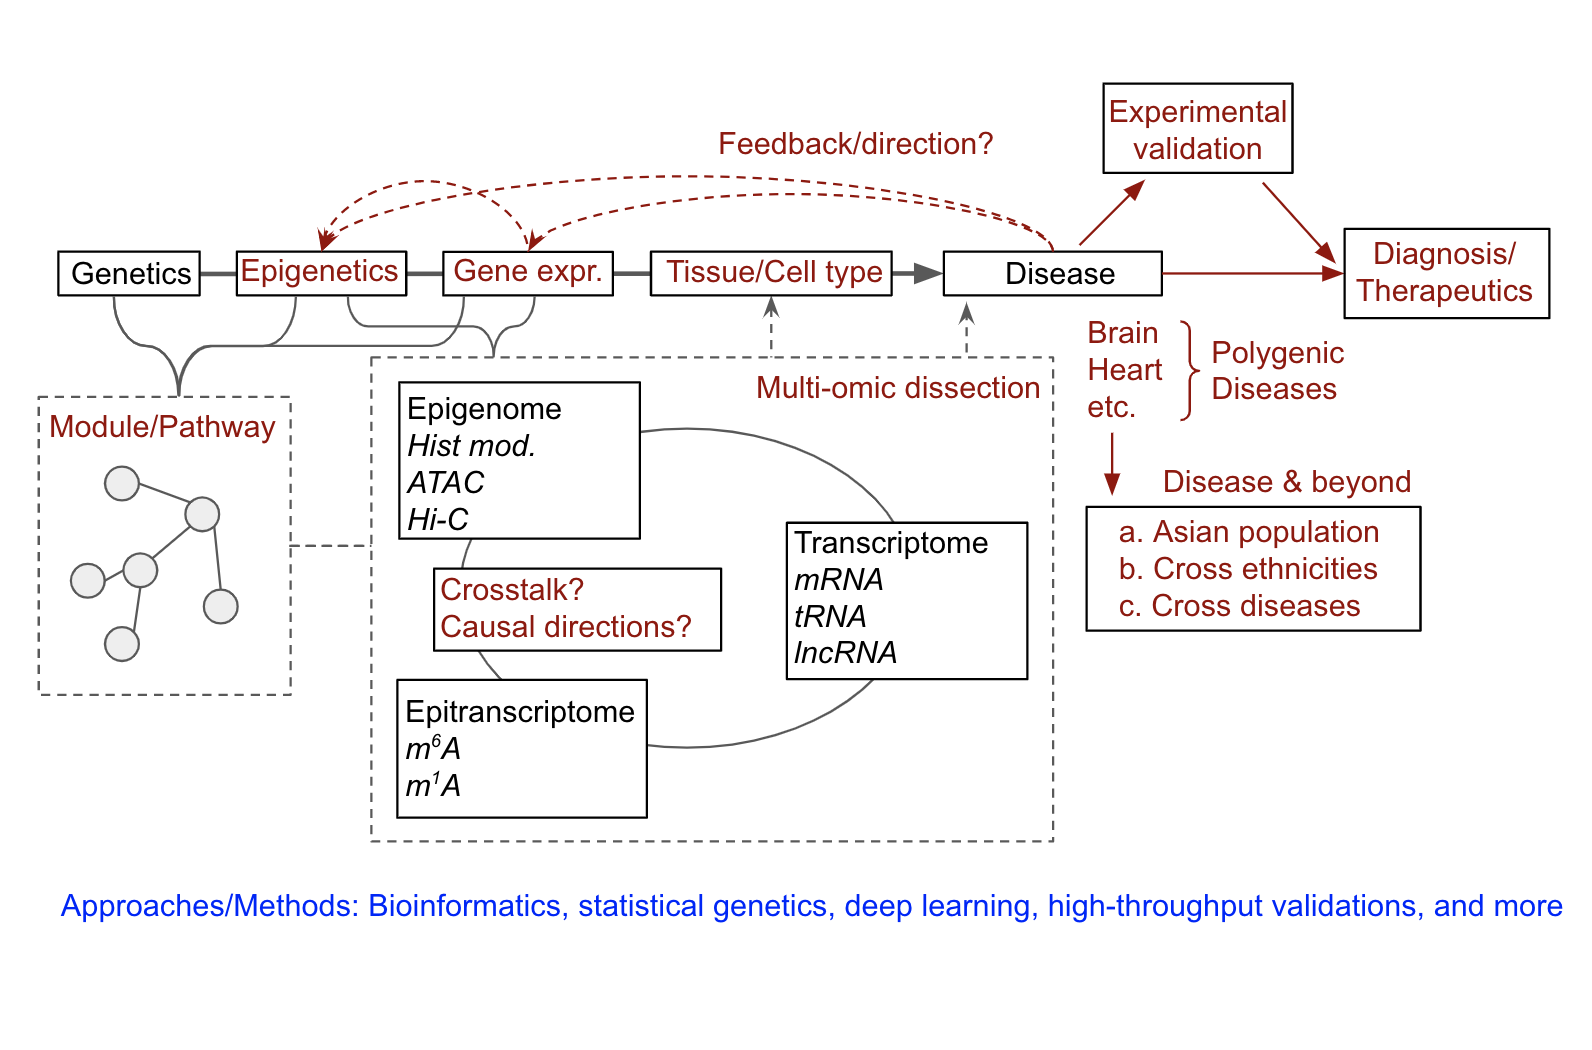 Feedback/direction?
Experimental
validation
Genetics
Epigenetics
Gene expr.
Tissue/Cell type
Disease
Diagnosis/
Therapeutics
Brain
Heart
etc.
Polygenic
Diseases
Module/Pathway
Multi-omic dissection
Epigenome
Hist mod.
ATAC
Hi-C
Crosstalk?
Causal directions?
Transcriptome
mRNA
tRNA
lncRNA
Epitranscriptome
m⁶A
m¹A
Disease & beyond
a. Asian population
b. Cross ethnicities
c. Cross diseases
Approaches/Methods: Bioinformatics, statistical genetics, deep learning, high-throughput validations, and more